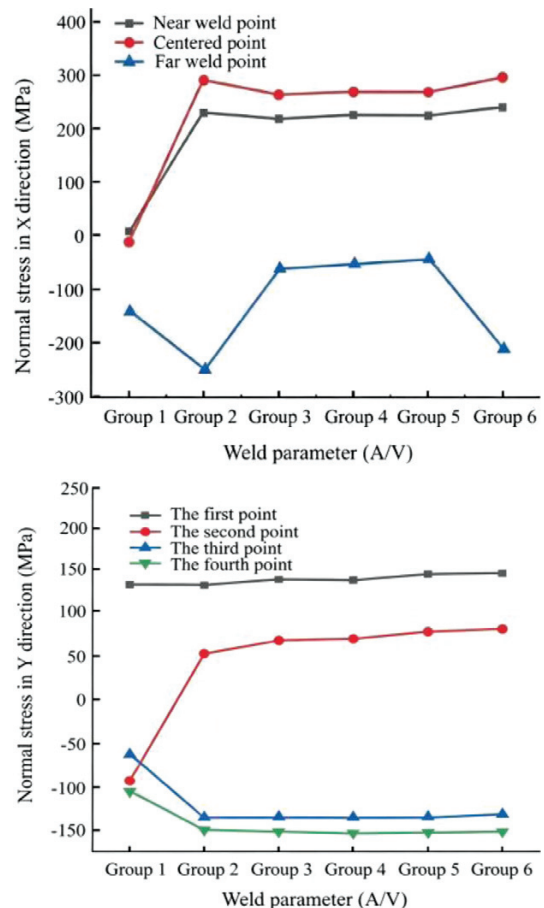 Normal stress in X direction (MPa)
400
300
200
100
0
-100
-200
-300
Near weld point
Centered point
Far weld point
Group 1 Group 2 Group 3 Group 4 Group 5 Group 6
Weld parameter (A/V)
Normal stress in Y direction (MPa)
250
200
150
100
50
0
-50
-100
-150
The first point
The second point
The third point
The fourth point
Group 1 Group 2 Group 3 Group 4 Group 5 Group 6
Weld parameter (A/V)